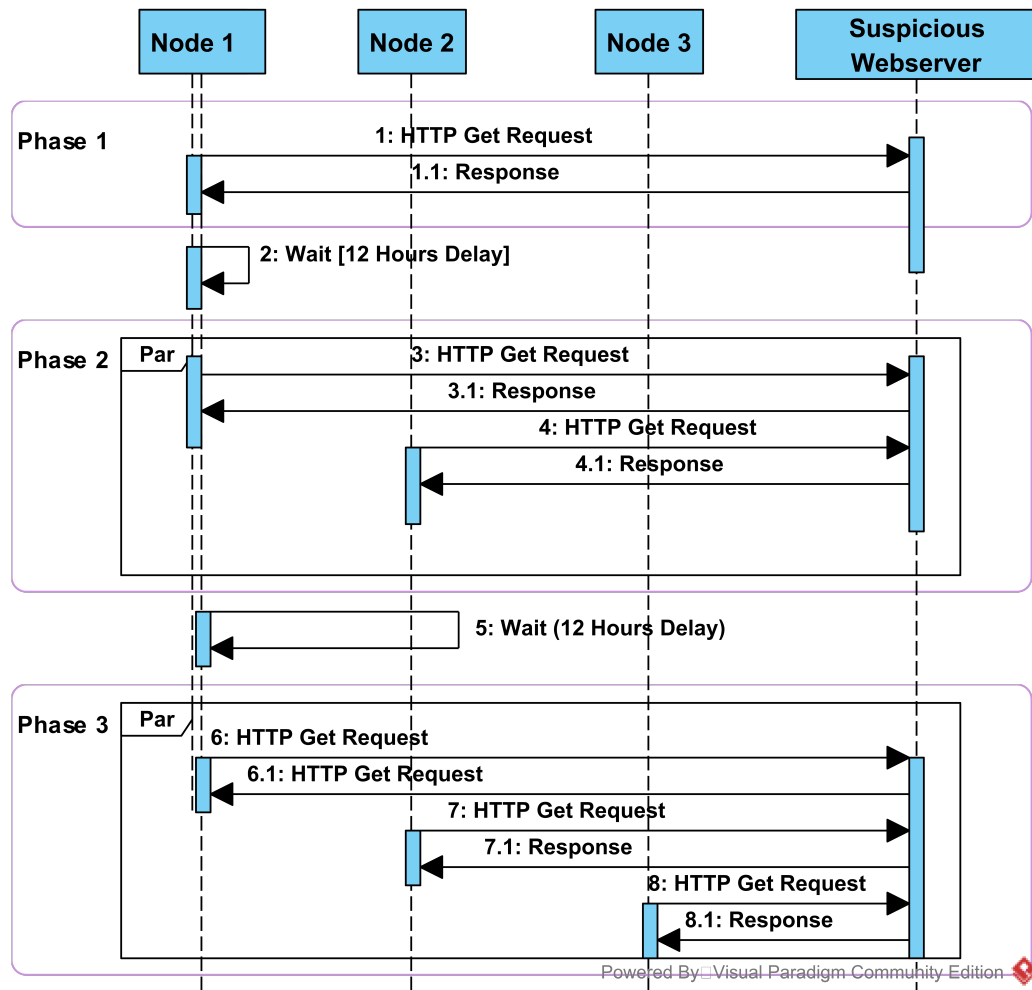 Node 1
Node 2
Node 3
Suspicious
Webserver
Phase 1
1: HTTP Get Request
1.1: Response
2: Wait [12 Hours Delay]
Phase 2
Par
3: HTTP Get Request
3.1: Response
4: HTTP Get Request
4.1: Response
5: Wait (12 Hours Delay)
Phase 3
Par
6: HTTP Get Request
6.1: HTTP Get Request
7: HTTP Get Request
7.1: Response
8: HTTP Get Request
8.1: Response
Powered By□Visual Paradigm Community Edition